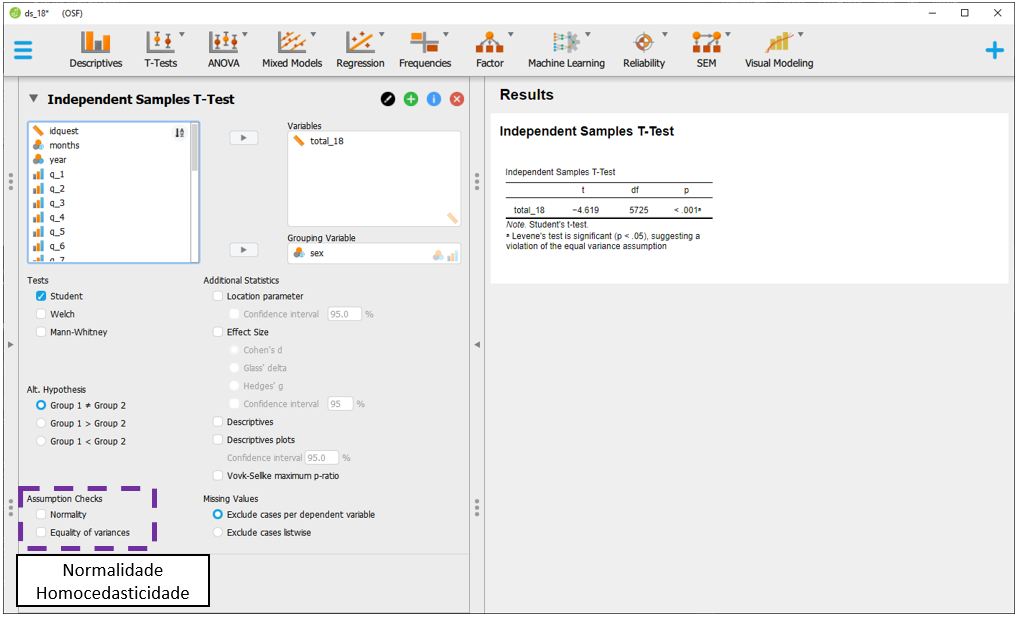 ds_18* (OSF)
Descriptives
T-Tests
ANOVA
Mixed Models
Regression
Frequencies
Factor
Machine Learning
Reliability
SEM
Visual Modeling
Independent Samples T-Test
idquest
months
year
q_1
q_2
q_3
q_4
q_5
q_6
q_7
Variables
total_18
Grouping Variable
sex
Tests
Student
Welch
Mann-Whitney
Alt. Hypothesis
Group 1 ≠ Group 2
Group 1 > Group 2
Group 1 < Group 2
Assumption Checks
Normality
Equality of variances
Normalidade
Homocedasticidade
Additional Statistics
Location parameter
Confidence interval 95.0 %
Effect Size
Cohen's d
Glass' delta
Hedges' g
Confidence interval 95 %
Descriptives
Descriptives plots
Confidence interval 95.0 %
Vovk-Sellke maximum p-ratio
Missing Values
Exclude cases per dependent variable
Exclude cases listwise
Results
Independent Samples T-Test
Independent Samples T-Test
t df p
total_18 −4.619 5725 < .001ᵃ
Note. Student's t-test.
ᵃ Levene's test is significant (p < .05), suggesting a
violation of the equal variance assumption